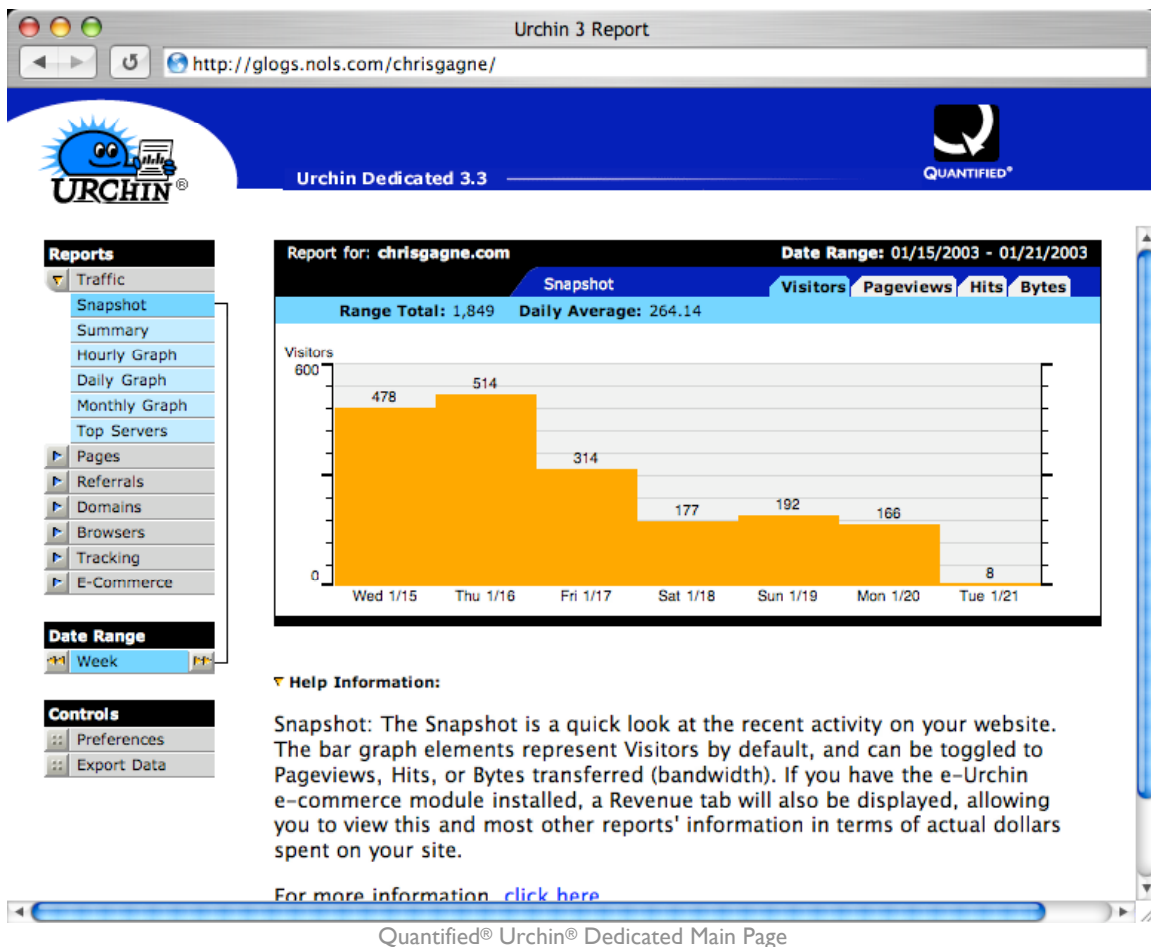 Urchin 3 Report
http://glogs.nols.com/chrisgagne/
URCHIN®
Urchin Dedicated 3.3
QUANTIFIED®
Reports
Traffic
Snapshot
Summary
Hourly Graph
Daily Graph
Monthly Graph
Top Servers
Pages
Referrals
Domains
Browsers
Tracking
E-Commerce
Date Range
Week
Controls
Preferences
Export Data
Report for: chrisgagne.com Date Range: 01/15/2003 - 01/21/2003
Snapshot Visitors Pageviews Hits Bytes
Range Total: 1,849 Daily Average: 264.14
Visitors
600
478 514 314 177 192 166 8
0
Wed 1/15 Thu 1/16 Fri 1/17 Sat 1/18 Sun 1/19 Mon 1/20 Tue 1/21
Help Information:
Snapshot: The Snapshot is a quick look at the recent activity on your website.
The bar graph elements represent Visitors by default, and can be toggled to
Pageviews, Hits, or Bytes transferred (bandwidth). If you have the e-Urchin
e-commerce module installed, a Revenue tab will also be displayed, allowing
you to view this and most other reports' information in terms of actual dollars
spent on your site.
For more information click here
Quantified® Urchin® Dedicated Main Page